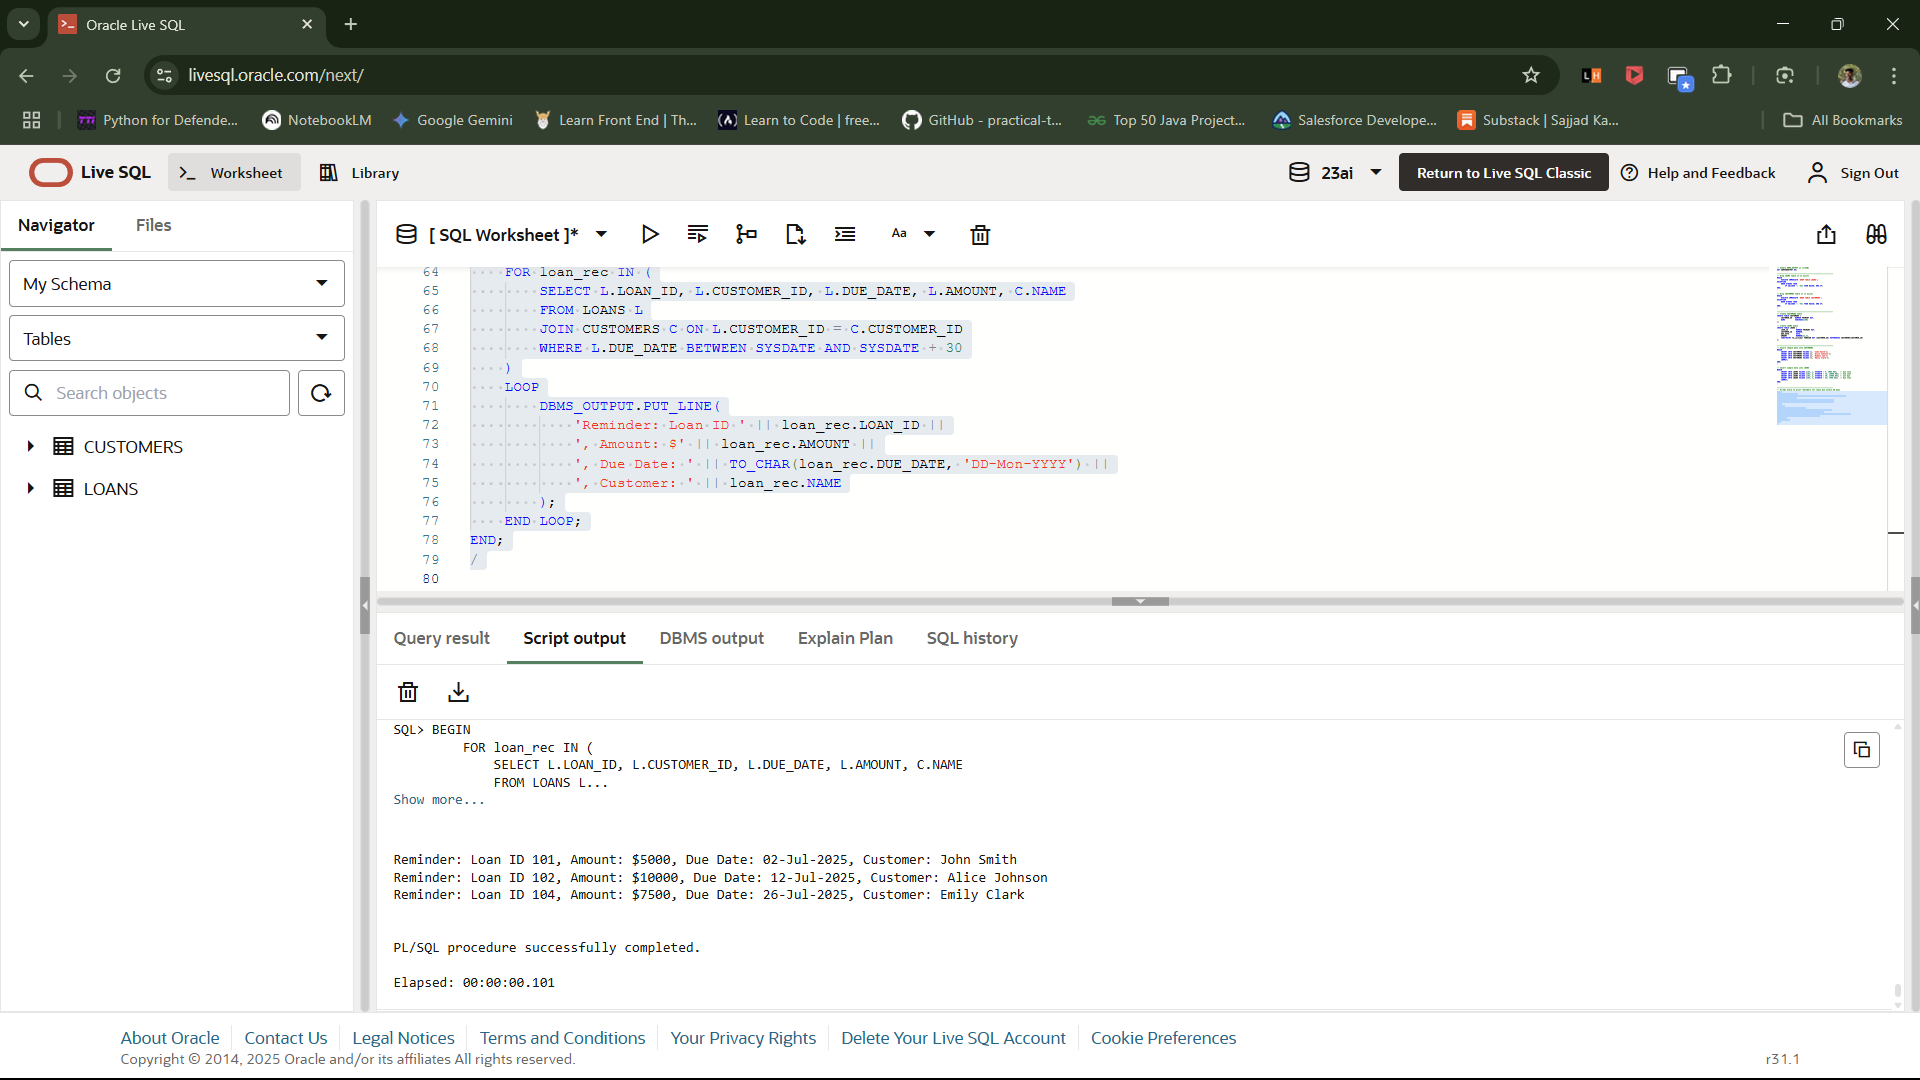 Oracle Live SQL
livesql.oracle.com/next/
Python for Defende...
NotebookLM
Google Gemini
Learn Front End | Th...
Learn to Code | free...
GitHub - practical-t...
Top 50 Java Project...
Salesforce Develope...
Substack | Sajjad Ka...
All Bookmarks
Live SQL
Worksheet
Library
23ai
Return to Live SQL Classic
Help and Feedback
Sign Out
Navigator
Files
My Schema
Tables
Search objects
CUSTOMERS
LOANS
[ SQL Worksheet ]*
Aa
64 FOR loan_rec IN (
65 SELECT L.LOAN_ID, L.CUSTOMER_ID, L.DUE_DATE, L.AMOUNT, C.NAME
66 FROM LOANS L
67 JOIN CUSTOMERS C ON L.CUSTOMER_ID = C.CUSTOMER_ID
68 WHERE L.DUE_DATE BETWEEN SYSDATE AND SYSDATE + 30
69 )
70 LOOP
71 DBMS_OUTPUT.PUT_LINE(
72 'Reminder: Loan ID ' || loan_rec.LOAN_ID ||
73 ', Amount: $' || loan_rec.AMOUNT ||
74 ', Due Date: ' || TO_CHAR(loan_rec.DUE_DATE, 'DD-Mon-YYYY') ||
75 ', Customer: ' || loan_rec.NAME
76 );
77 END LOOP;
78 END;
79 /
80
Query result
Script output
DBMS output
Explain Plan
SQL history
SQL> BEGIN
FOR loan_rec IN (
SELECT L.LOAN_ID, L.CUSTOMER_ID, L.DUE_DATE, L.AMOUNT, C.NAME
FROM LOANS L...
Show more...
Reminder: Loan ID 101, Amount: $5000, Due Date: 02-Jul-2025, Customer: John Smith
Reminder: Loan ID 102, Amount: $10000, Due Date: 12-Jul-2025, Customer: Alice Johnson
Reminder: Loan ID 104, Amount: $7500, Due Date: 26-Jul-2025, Customer: Emily Clark
PL/SQL procedure successfully completed.
Elapsed: 00:00:00.101
About Oracle
Contact Us
Legal Notices
Terms and Conditions
Your Privacy Rights
Delete Your Live SQL Account
Cookie Preferences
Copyright © 2014, 2025 Oracle and/or its affiliates All rights reserved.
r31.1